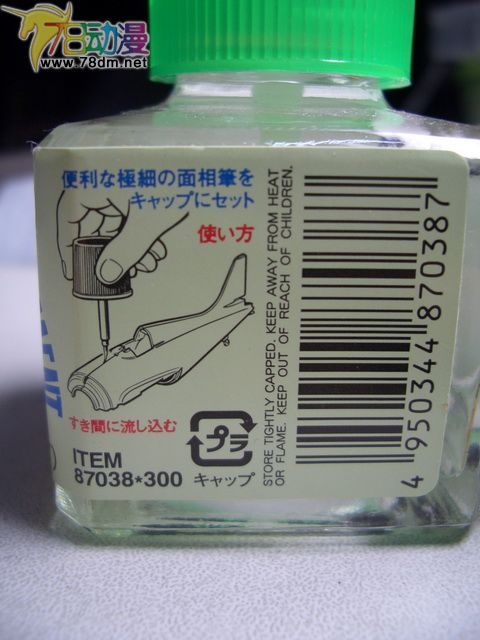 78动漫
www.78dm.net
便利な極細の面相筆を
キャップにセット
使い方
すき間に流し込む
ITEM
87038*300
プラ
キャップ
STORE TIGHTLY CAPPED. KEEP AWAY FROM HEAT
OR FLAME. KEEP OUT OF REACH OF CHILDREN.
4 950344 870387